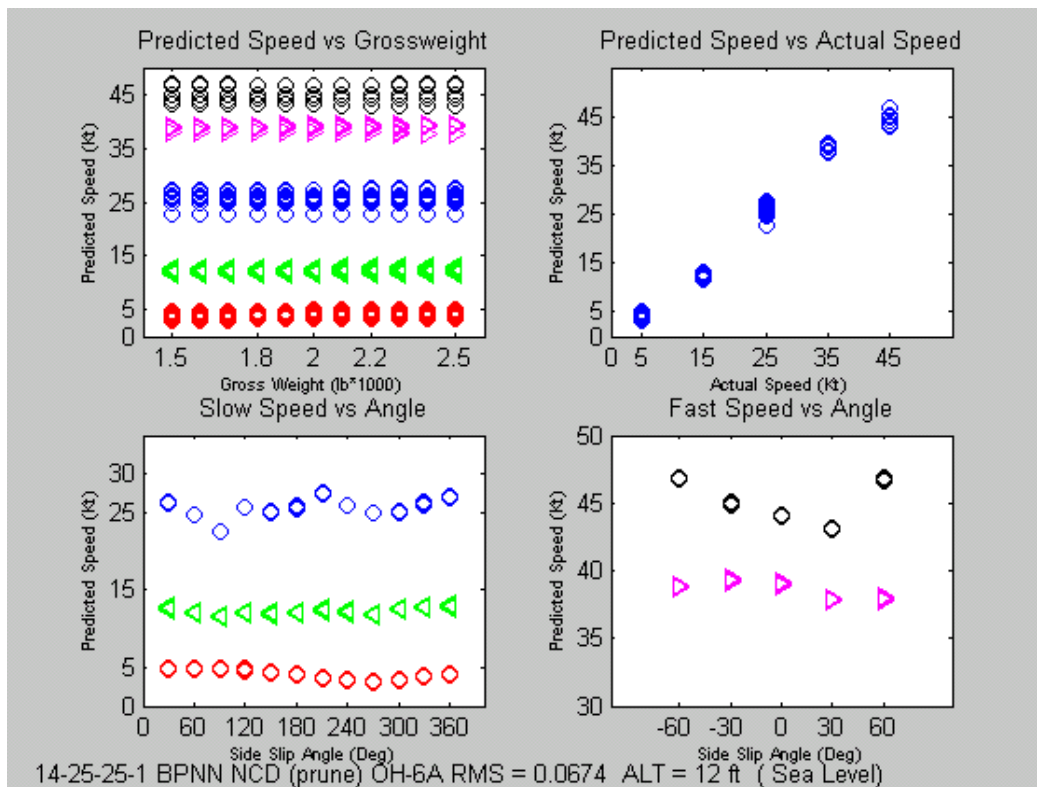 Predicted Speed vs Grossweight
Predicted Speed (Kt)
45
35
25
15
5
0
1.5 1.8 2 2.2 2.5
Gross Weight (lb*1000)
Predicted Speed vs Actual Speed
Predicted Speed (Kt)
45
35
25
15
5
0
0 5 15 25 35 45
Actual Speed (Kt)
Slow Speed vs Angle
Predicted Speed (Kt)
30
25
15
5
0
0 60 120 180 240 300 360
Side Slip Angle (Deg)
Fast Speed vs Angle
Predicted Speed (Kt)
50
45
40
35
30
-60 -30 0 30 60
Side Slip Angle (Deg)
14-25-25-1 BPNN NCD (prune) OH-6A RMS = 0.0674 ALT = 12 ft ( Sea Level)